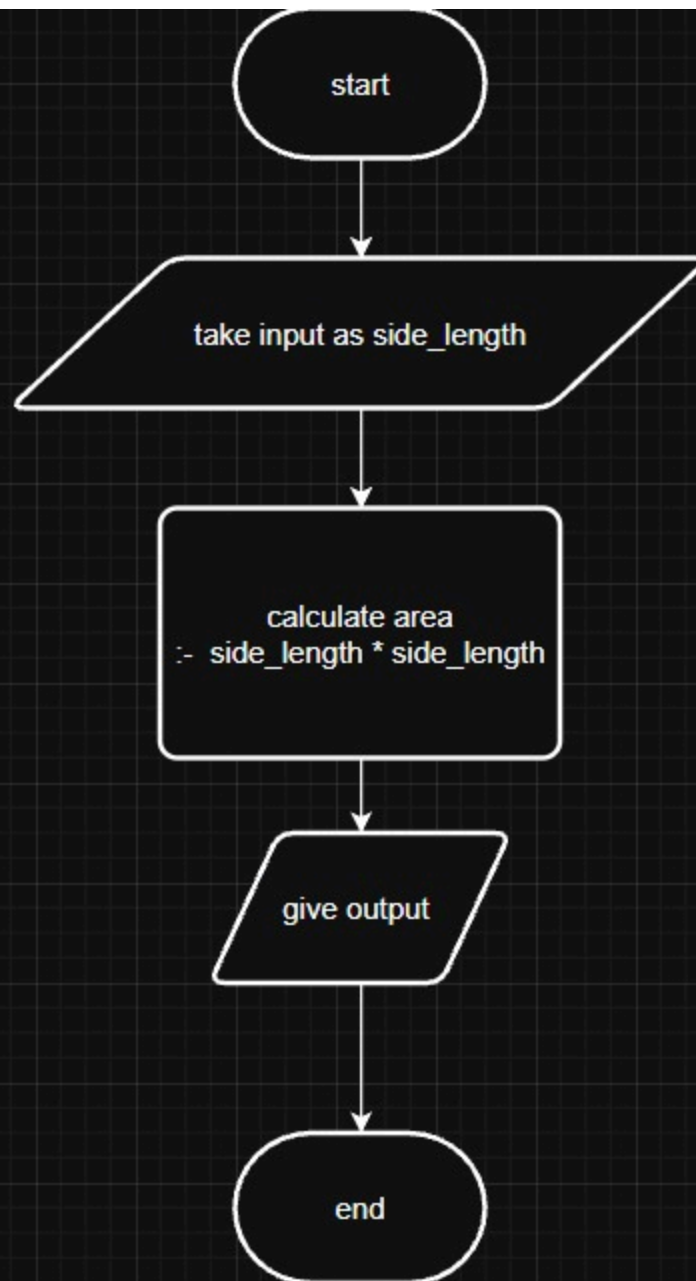 start
take input as side_length
calculate area
:- side_length * side_length
give output
end